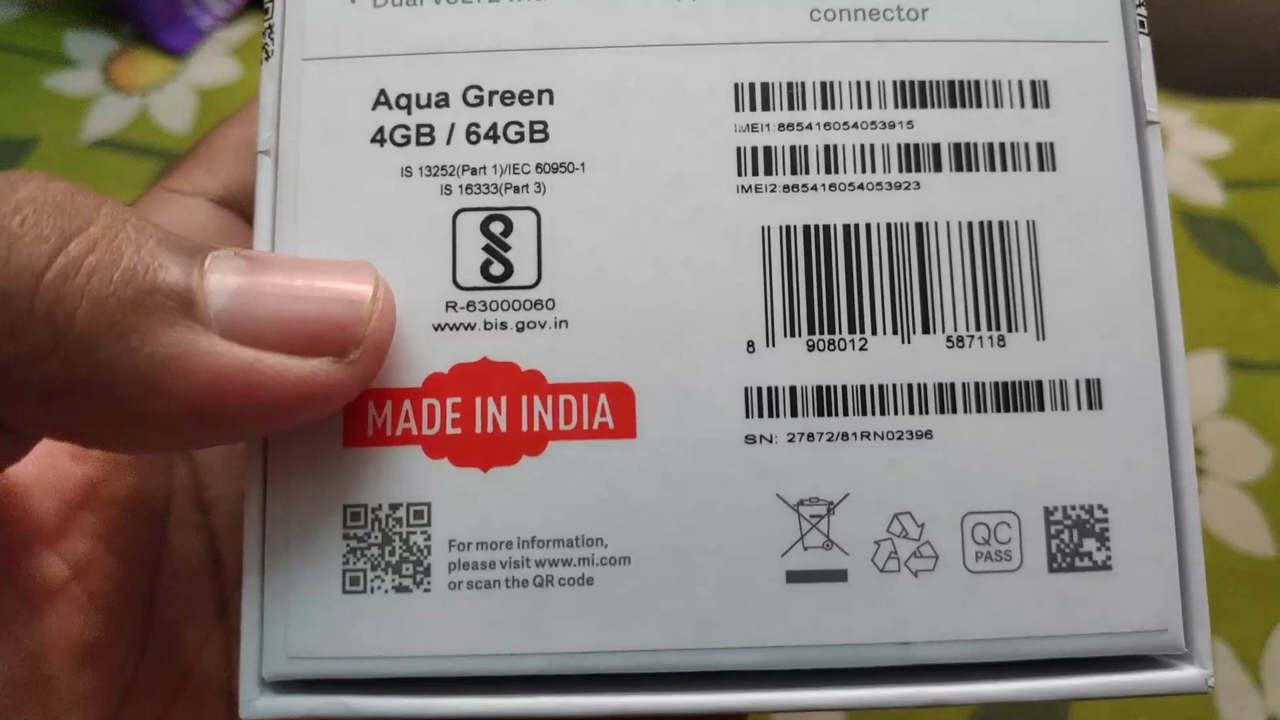 connector
Aqua Green
4GB / 64GB
IS 13252(Part 1)/IEC 60950-1
IS 16333(Part 3)
R-63000060
www.bis.gov.in
MADE IN INDIA
For more information,
please visit www.mi.com
or scan the QR code
IMEI1:865416054053915
IMEI2:865416054053923
8 908012 587118
SN: 27872/81RN02396
QC
PASS